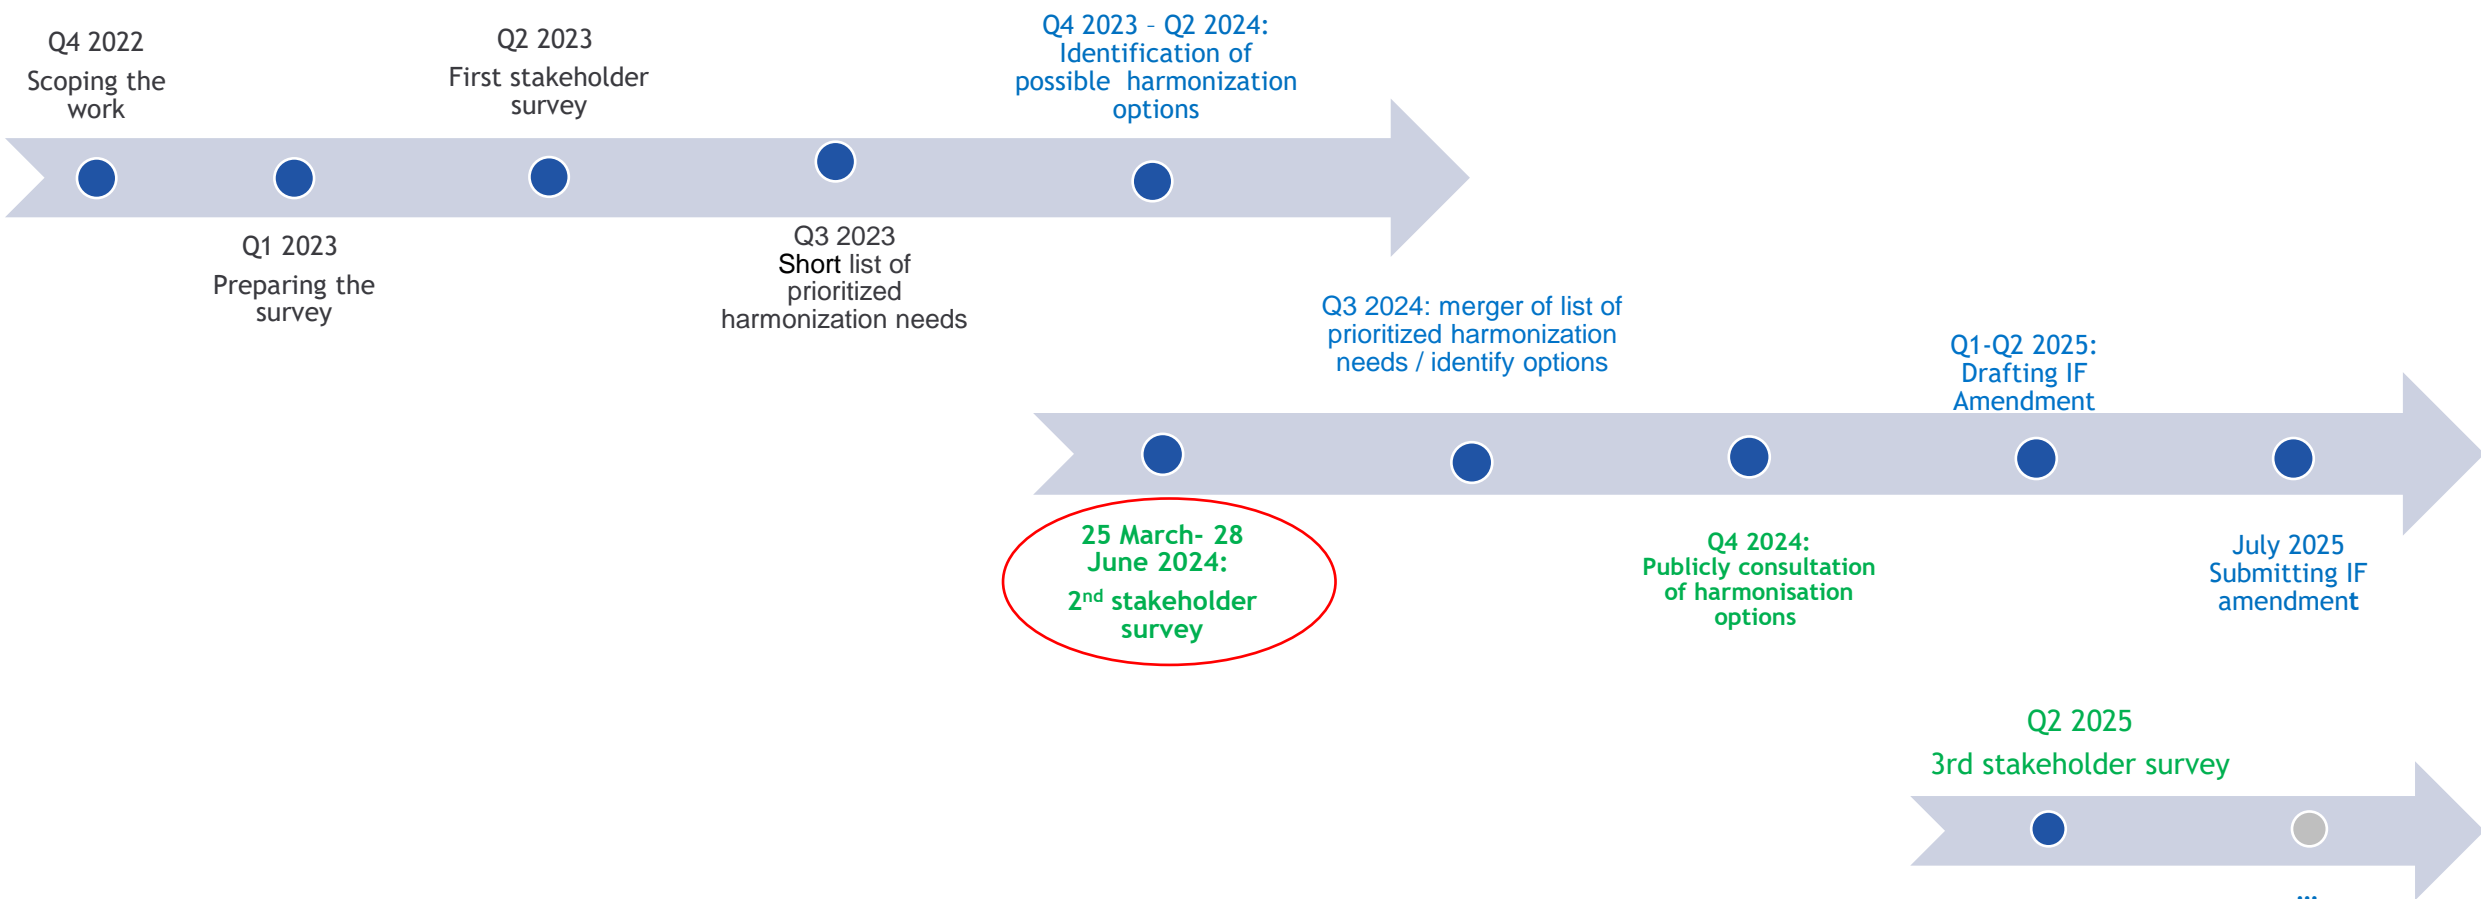 Q4 2022
Scoping the
work
Q1 2023
Preparing the
survey
Q2 2023
First stakeholder
survey
Q3 2023
Short list of
prioritized
harmonization needs
Q4 2023 – Q2 2024:
Identification of
possible harmonization
options
25 March- 28
June 2024:
2nd stakeholder
survey
Q3 2024: merger of list of
prioritized harmonization
needs / identify options
Q4 2024:
Publicly consultation
of harmonisation
options
Q1-Q2 2025:
Drafting IF
Amendment
July 2025
Submitting IF
amendment
Q2 2025
3rd stakeholder survey
...